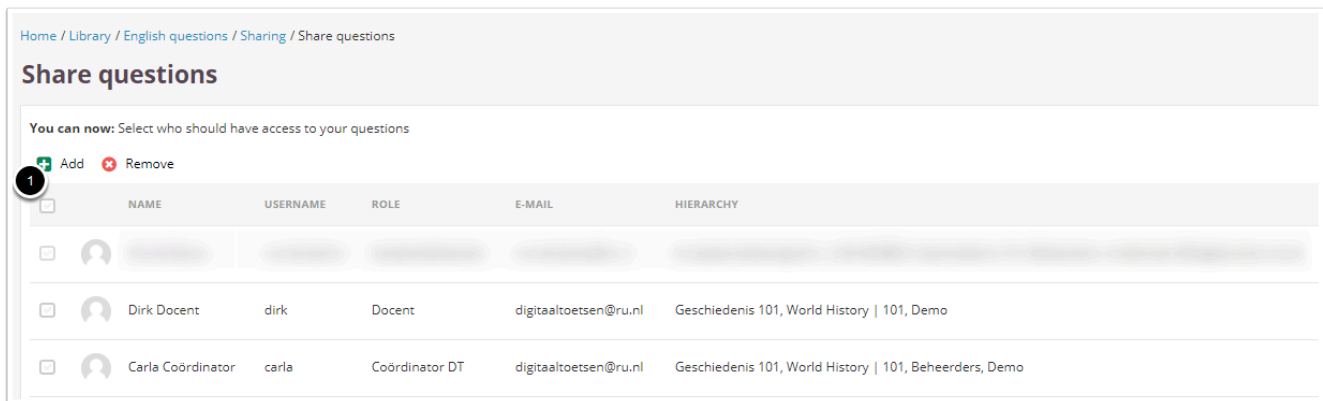 Home / Library / English questions / Sharing / Share questions
Share questions
You can now: Select who should have access to your questions
Add Remove
1
NAME USERNAME ROLE E-MAIL HIERARCHY
Dirk Docent dirk Docent digitaaltoetsen@ru.nl Geschiedenis 101, World History | 101, Demo
Carla Coördinator carla Coördinator DT digitaaltoetsen@ru.nl Geschiedenis 101, World History | 101, Beheerders, Demo